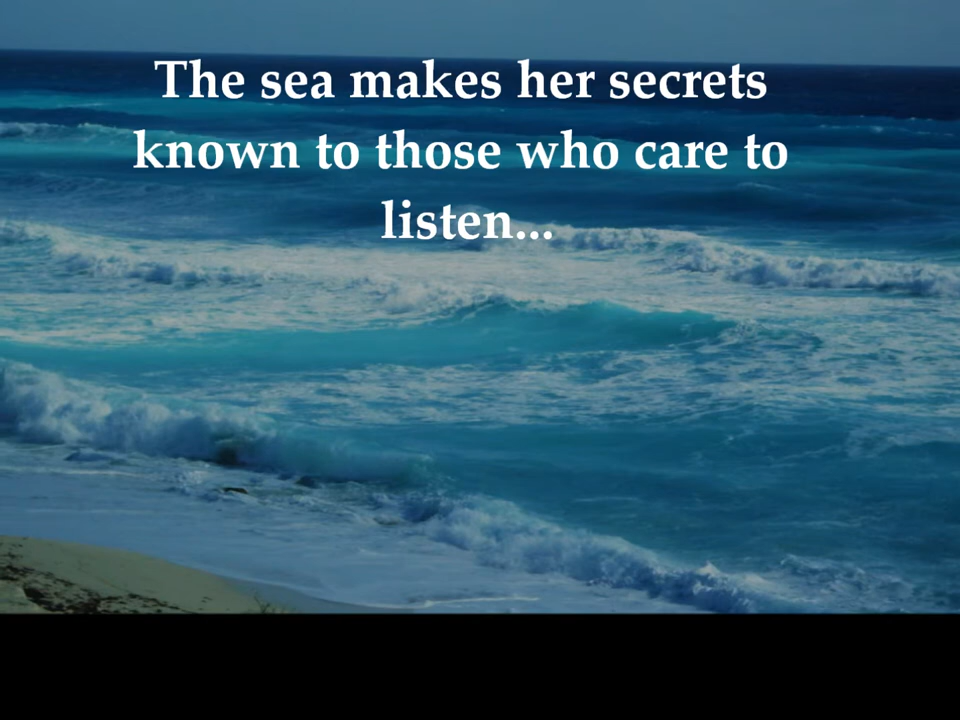 The sea makes her secrets
known to those who care to
listen...